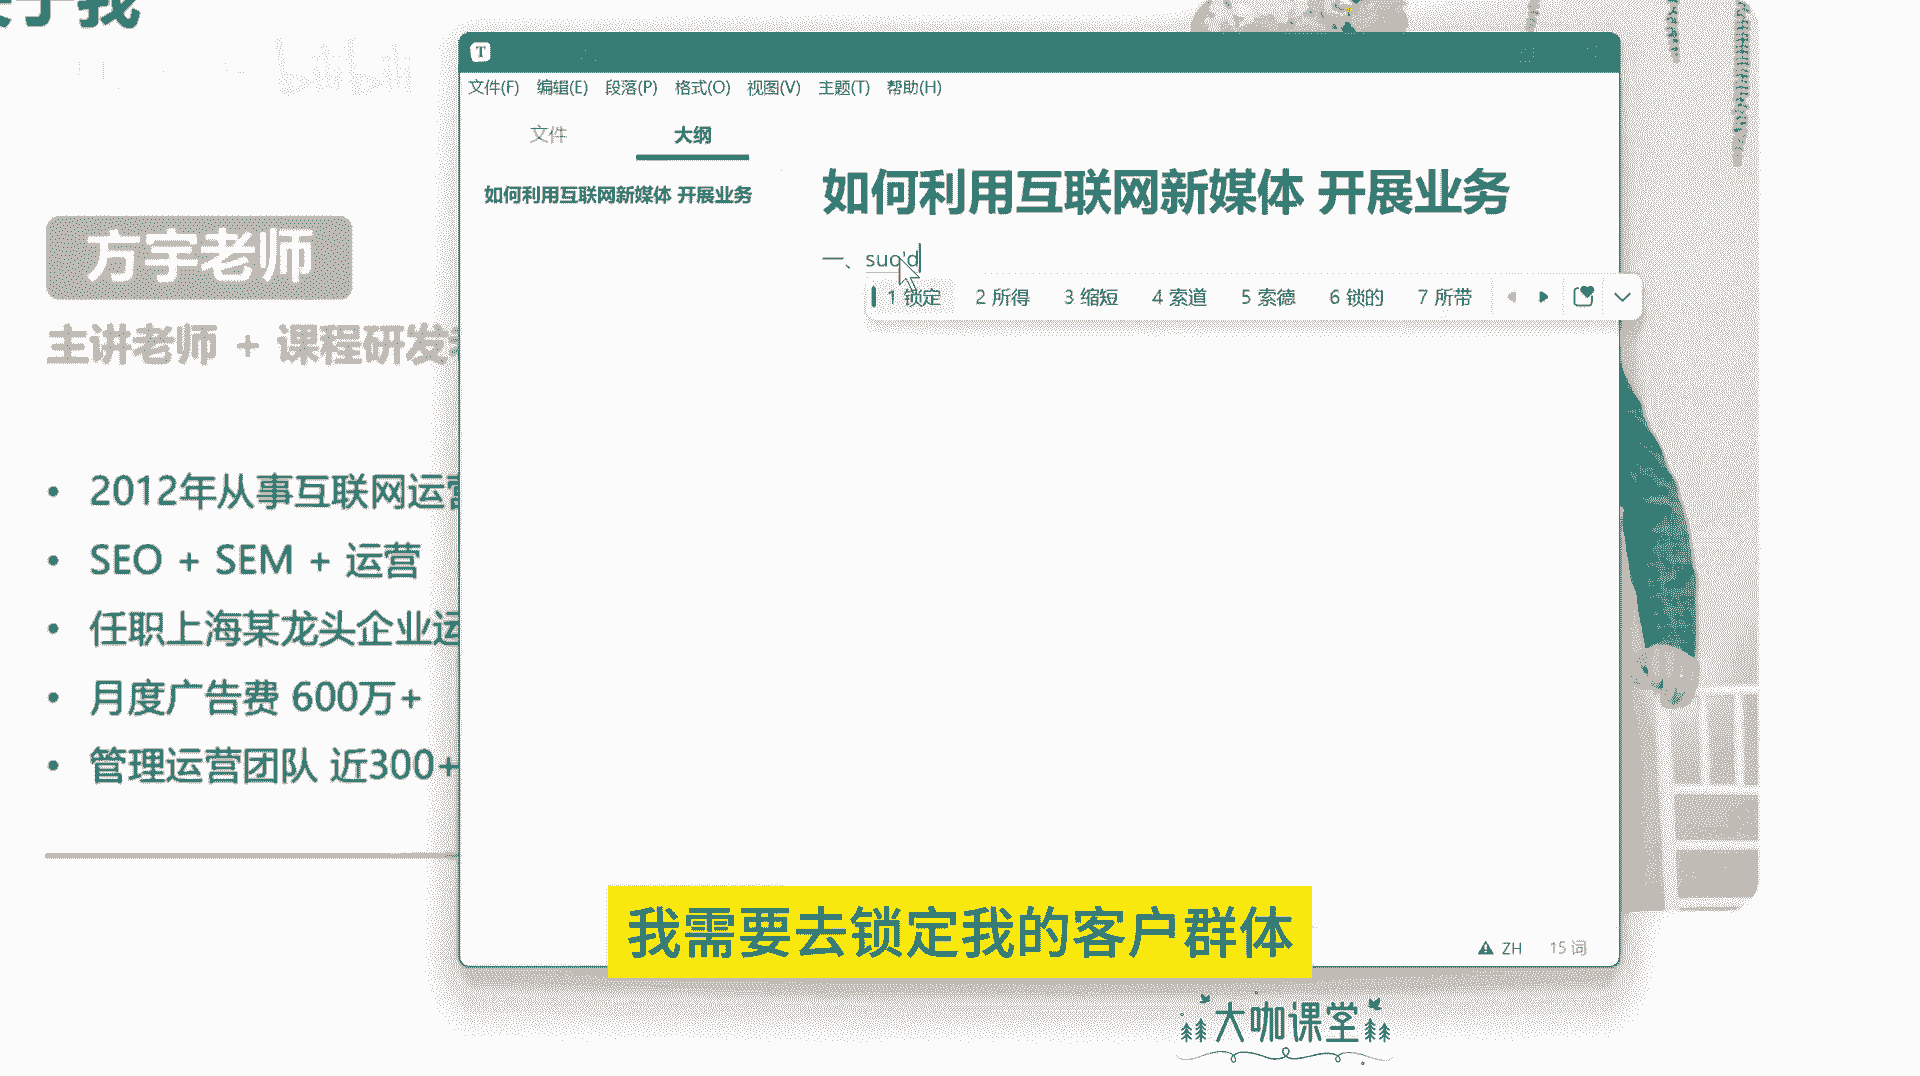 于我
bilibili
方宇老师
主讲老师 + 课程研发
• 2012年从事互联网运营
• SEO + SEM + 运营
• 任职上海某龙头企业运
• 月度广告费 600万+
• 管理运营团队 近300+
T
文件(F) 编辑(E) 段落(P) 格式(O) 视图(V) 主题(T) 帮助(H)
文件 大纲
如何利用互联网新媒体 开展业务
如何利用互联网新媒体 开展业务
一、suo'd
1 锁定 2 所得 3 缩短 4 索道 5 索德 6 锁的 7 所带
我需要去锁定我的客户群体
ZH 15 词
大咖课堂